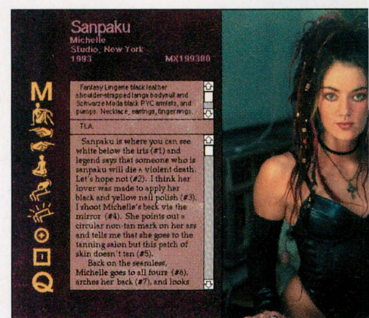 Sanpaku
Michelle
Studio, New York
1993 MX199380
M
Fantasy Lingerie black leather
shoulder-strapped tanga bodysuit and
Schwarze Mode black PVC armlets, and
pumps. Necklace, earrings, fingerrings.
TLA.
Sanpaku is where you can see
white below the iris (#1) and
legend says that someone who is
sanpaku will die a violent death.
Let's hope not (#2). I think her
lover was made to apply her
black and yellow nail polish (#3).
I shoot Michelle's back via the
mirror (#4). She points out a
circular non-tan mark on her ass
and tells me that she goes to the
tanning salon but this patch of
skin doesn't tan (#5).
Back on the seamless,
Michelle goes to all fours (#6),
arches her back (#7), and looks
Q